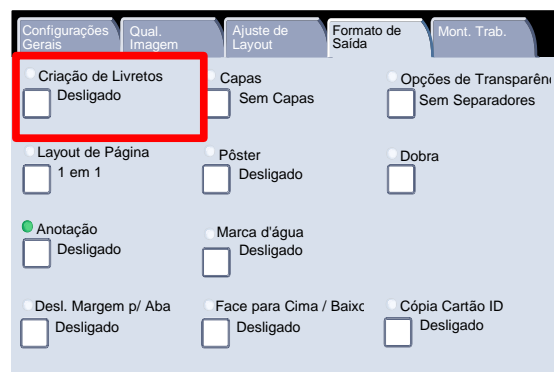 Configurações Gerais
Qual. Imagem
Ajuste de Layout
Formato de Saída
Mont. Trab.
Criação de Livretos
Desligado
Capas
Sem Capas
Opções de Transparên
Sem Separadores
Layout de Página
1 em 1
Pôster
Desligado
Dobra
Anotação
Desligado
Marca d'água
Desligado
Desl. Margem p/ Aba
Desligado
Face para Cima / Baixo
Desligado
Cópia Cartão ID
Desligado